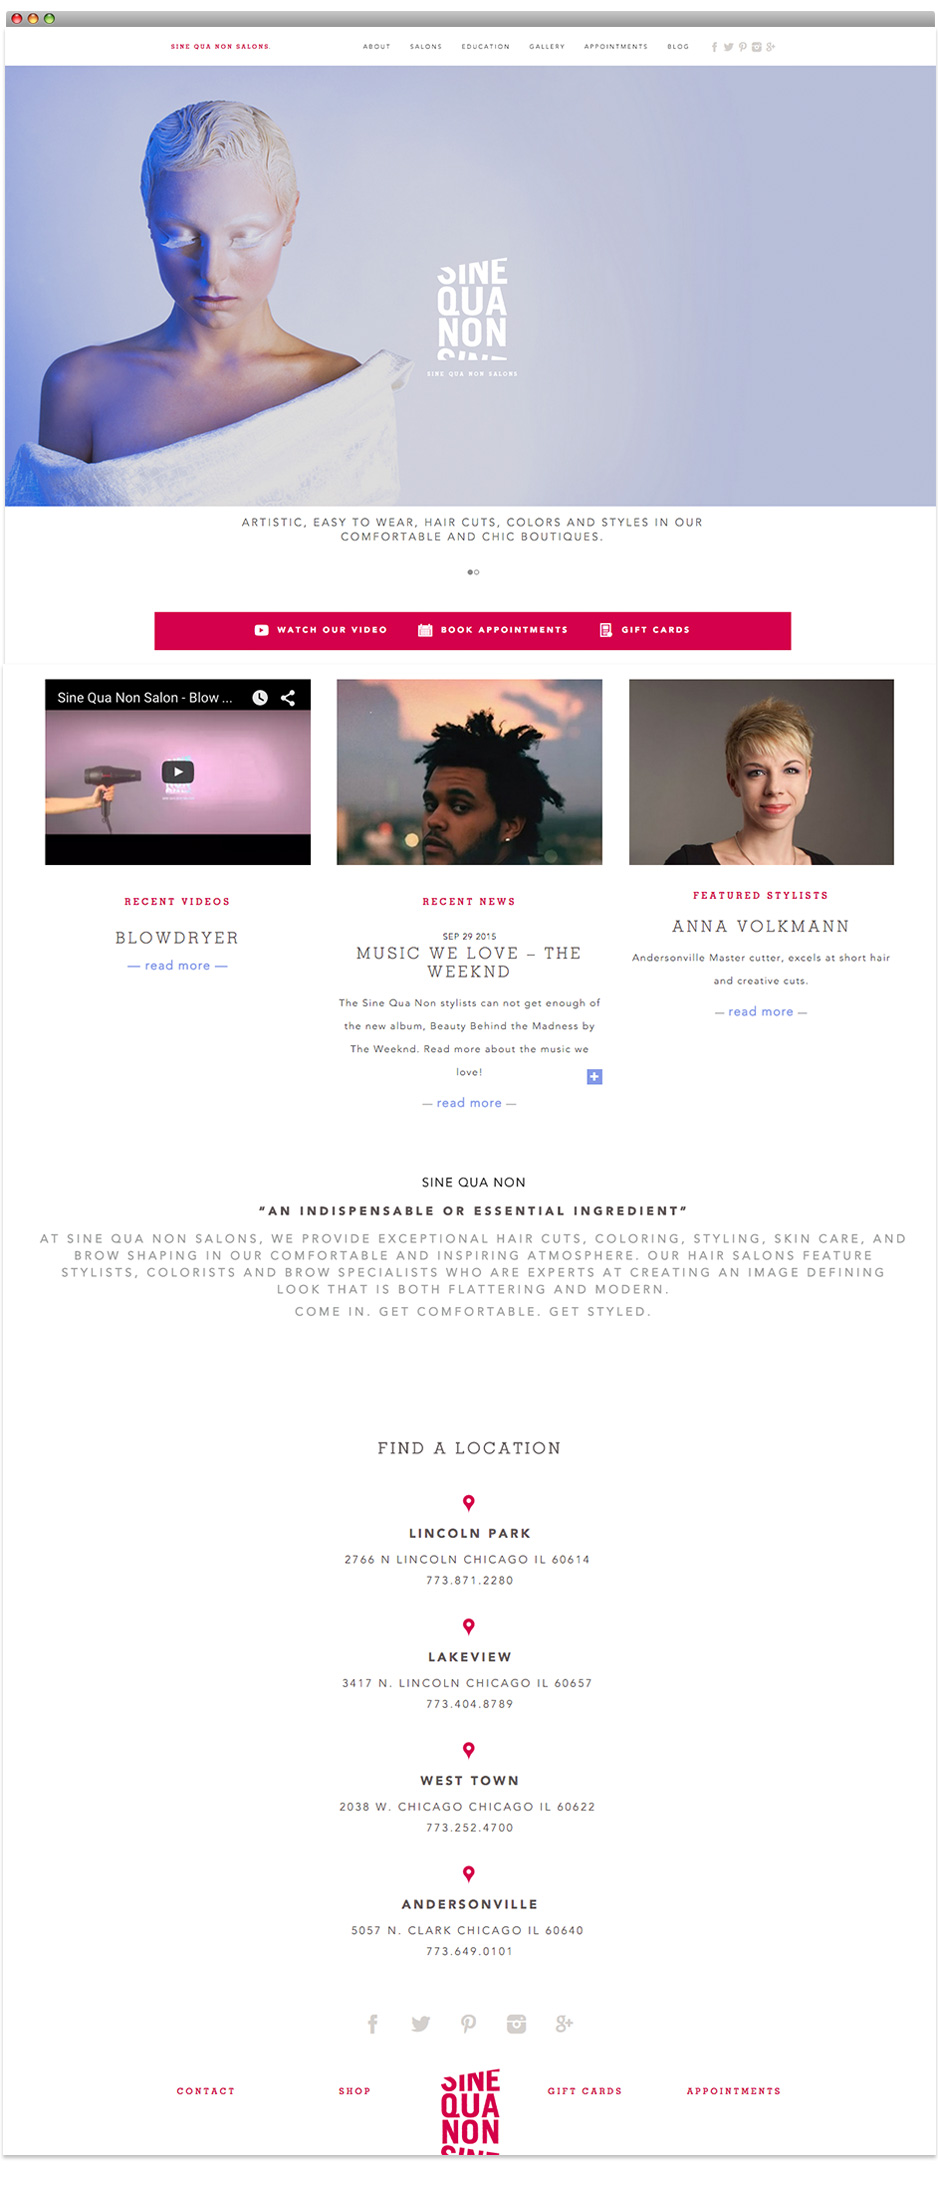 SINE QUA NON SALONS.
ABOUT SALONS EDUCATION GALLERY APPOINTMENTS BLOG
SINE
QUA
NON
SINE
SINE QUA NON SALONS
ARTISTIC, EASY TO WEAR, HAIR CUTS, COLORS AND STYLES IN OUR
COMFORTABLE AND CHIC BOUTIQUES.
WATCH OUR VIDEO BOOK APPOINTMENTS GIFT CARDS
Sine Qua Non Salon - Blow ...
RECENT VIDEOS
BLOWDRYER
— read more —
RECENT NEWS
SEP 29 2015
MUSIC WE LOVE – THE
WEEKND
The Sine Qua Non stylists can not get enough of
the new album, Beauty Behind the Madness by
The Weeknd. Read more about the music we
love!
— read more —
FEATURED STYLISTS
ANNA VOLKMANN
Andersonville Master cutter, excels at short hair
and creative cuts.
— read more —
SINE QUA NON
“AN INDISPENSABLE OR ESSENTIAL INGREDIENT”
AT SINE QUA NON SALONS, WE PROVIDE EXCEPTIONAL HAIR CUTS, COLORING, STYLING, SKIN CARE, AND
BROW SHAPING IN OUR COMFORTABLE AND INSPIRING ATMOSPHERE. OUR HAIR SALONS FEATURE
STYLISTS, COLORISTS AND BROW SPECIALISTS WHO ARE EXPERTS AT CREATING AN IMAGE DEFINING
LOOK THAT IS BOTH FLATTERING AND MODERN.
COME IN. GET COMFORTABLE. GET STYLED.
FIND A LOCATION
LINCOLN PARK
2766 N LINCOLN CHICAGO IL 60614
773.871.2280
LAKEVIEW
3417 N. LINCOLN CHICAGO IL 60657
773.404.8789
WEST TOWN
2038 W. CHICAGO CHICAGO IL 60622
773.252.4700
ANDERSONVILLE
5057 N. CLARK CHICAGO IL 60640
773.649.0101
CONTACT SHOP GIFT CARDS APPOINTMENTS
SINE
QUA
NON
SINE